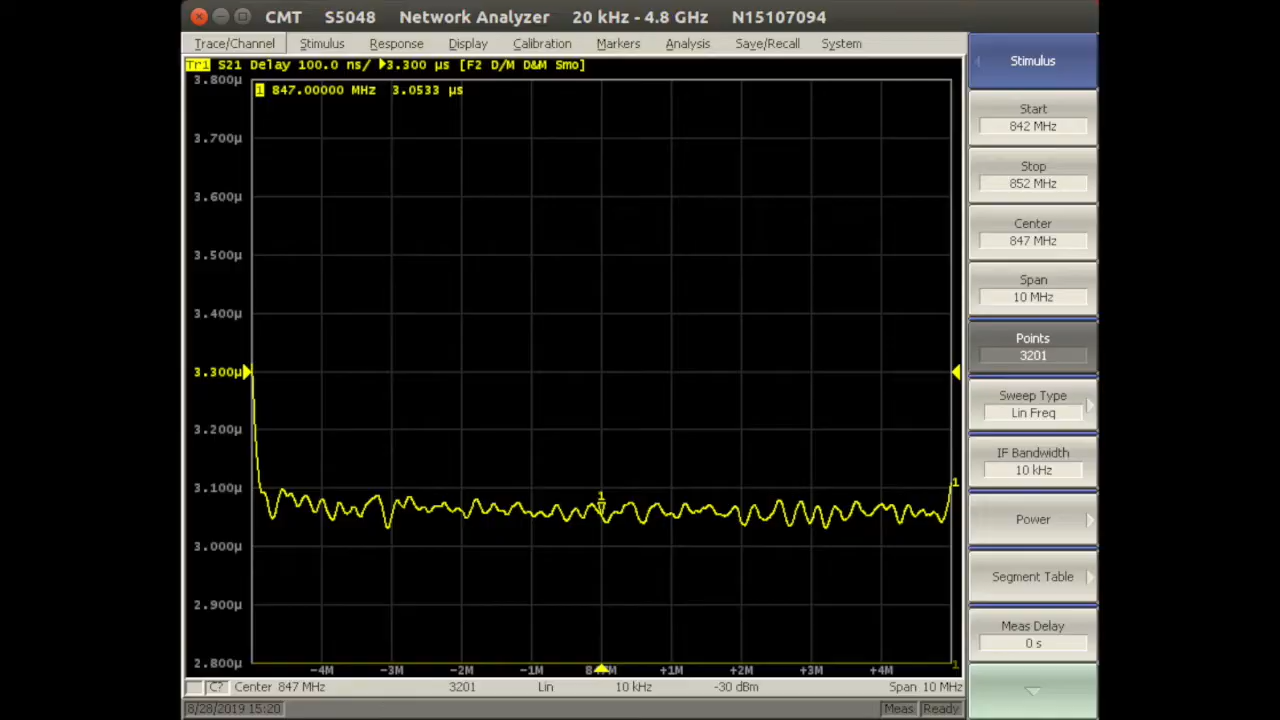 CMT S5048 Network Analyzer 20 kHz - 4.8 GHz N15107094
Trace/Channel Stimulus Response Display Calibration Markers Analysis Save/Recall System
Tr1 S21 Delay 100.0 ns/ 3.300 µs [F2 D/M D&M Smo]
1 847.00000 MHz 3.0533 µs
3.800µ
3.700µ
3.600µ
3.500µ
3.400µ
3.300µ
3.200µ
3.100µ
3.000µ
2.900µ
2.800µ
1
1
1
-4M -3M -2M -1M +1M +2M +3M +4M
C? Center 847 MHz 3201 Lin 10 kHz -30 dBm Span 10 MHz
8/28/2019 15:20 Meas Ready
Stimulus
Start
842 MHz
Stop
852 MHz
Center
847 MHz
Span
10 MHz
Points
3201
Sweep Type
Lin Freq
IF Bandwidth
10 kHz
Power
Segment Table
Meas Delay
0 s